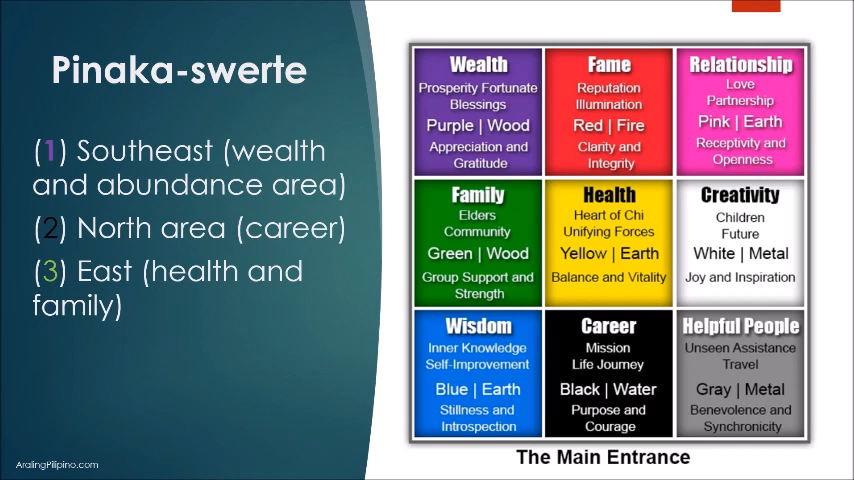 Pinaka-swerte
(1) Southeast (wealth
and abundance area)
(2) North area (career)
(3) East (health and
family)
AralingPilipino.com
Wealth
Prosperity Fortunate
Blessings
Purple | Wood
Appreciation and
Gratitude
Fame
Reputation
Illumination
Red | Fire
Clarity and
Integrity
Relationship
Love
Partnership
Pink | Earth
Receptivity and
Openness
Family
Elders
Community
Green | Wood
Group Support and
Strength
Health
Heart of Chi
Unifying Forces
Yellow | Earth
Balance and Vitality
Creativity
Children
Future
White | Metal
Joy and Inspiration
Wisdom
Inner Knowledge
Self-Improvement
Blue | Earth
Stillness and
Introspection
Career
Mission
Life Journey
Black | Water
Purpose and
Courage
Helpful People
Unseen Assistance
Travel
Gray | Metal
Benevolence and
Synchronicity
The Main Entrance